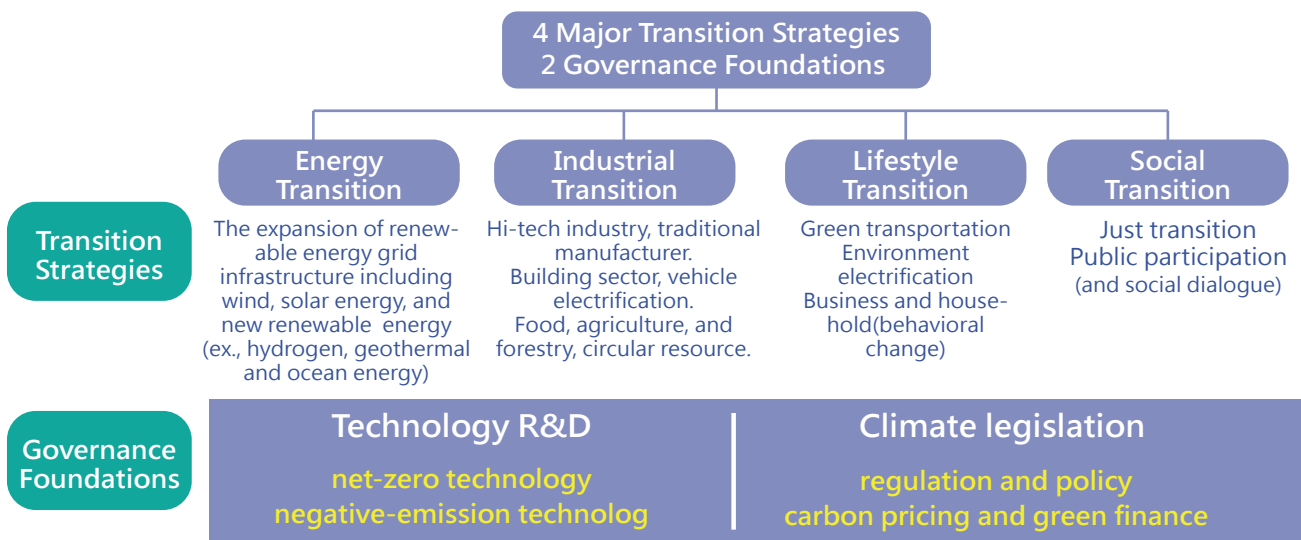 4 Major Transition Strategies
2 Governance Foundations
Energy
Transition
Industrial
Transition
Lifestyle
Transition
Social
Transition
Transition
Strategies
The expansion of renew-
able energy grid
infrastructure including
wind, solar energy, and
new renewable energy
(ex., hydrogen, geothermal
and ocean energy)
Hi-tech industry, traditional
manufacturer.
Building sector, vehicle
electrification.
Food, agriculture, and
forestry, circular resource.
Green transportation
Environment
electrification
Business and house-
hold(behavioral
change)
Just transition
Public participation
(and social dialogue)
Governance
Foundations
Technology R&D
net-zero technology
negative-emission technolog
Climate legislation
regulation and policy
carbon pricing and green finance